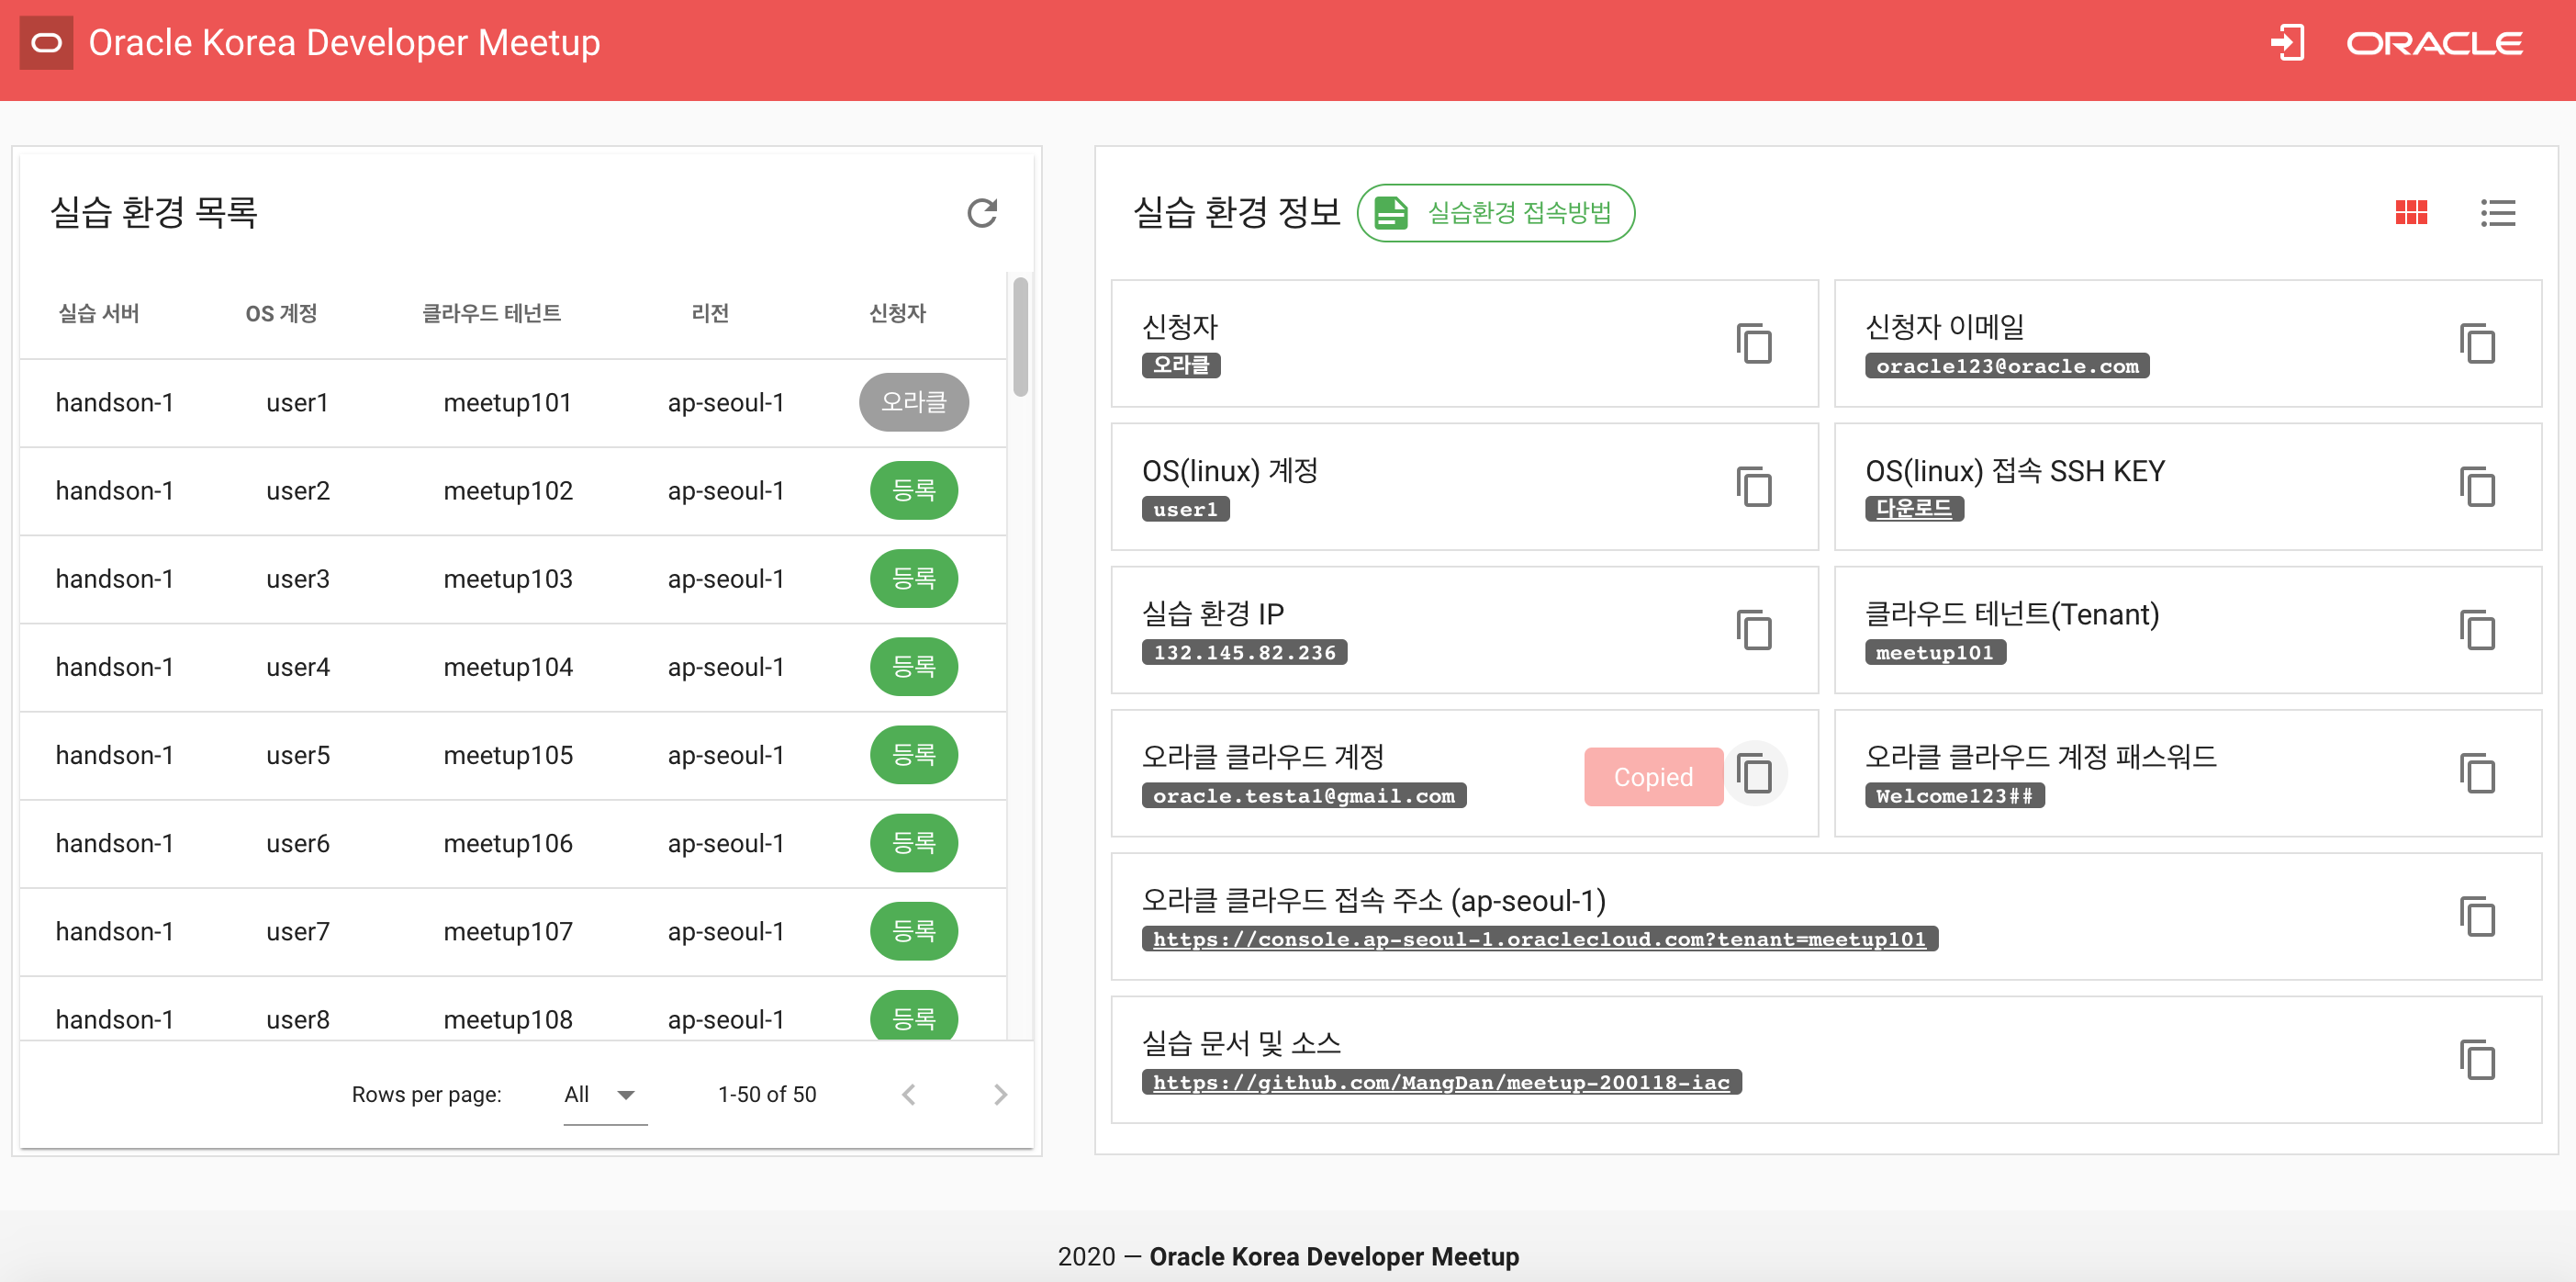 Oracle Korea Developer Meetup
ORACLE
실습 환경 목록
실습 서버 OS 계정 클라우드 테넌트 리전 신청자
handson-1 user1 meetup101 ap-seoul-1 오라클
handson-1 user2 meetup102 ap-seoul-1 등록
handson-1 user3 meetup103 ap-seoul-1 등록
handson-1 user4 meetup104 ap-seoul-1 등록
handson-1 user5 meetup105 ap-seoul-1 등록
handson-1 user6 meetup106 ap-seoul-1 등록
handson-1 user7 meetup107 ap-seoul-1 등록
handson-1 user8 meetup108 ap-seoul-1 등록
Rows per page: All 1-50 of 50
실습 환경 정보 실습환경 접속방법
신청자
오라클
신청자 이메일
oracle123@oracle.com
OS(linux) 계정
user1
OS(linux) 접속 SSH KEY
다운로드
실습 환경 IP
132.145.82.236
클라우드 테넌트(Tenant)
meetup101
오라클 클라우드 계정
oracle.testa1@gmail.com
Copied
오라클 클라우드 계정 패스워드
Welcome123##
오라클 클라우드 접속 주소 (ap-seoul-1)
https://console.ap-seoul-1.oraclecloud.com?tenant=meetup101
실습 문서 및 소스
https://github.com/MangDan/meetup-200118-iac
2020 — Oracle Korea Developer Meetup